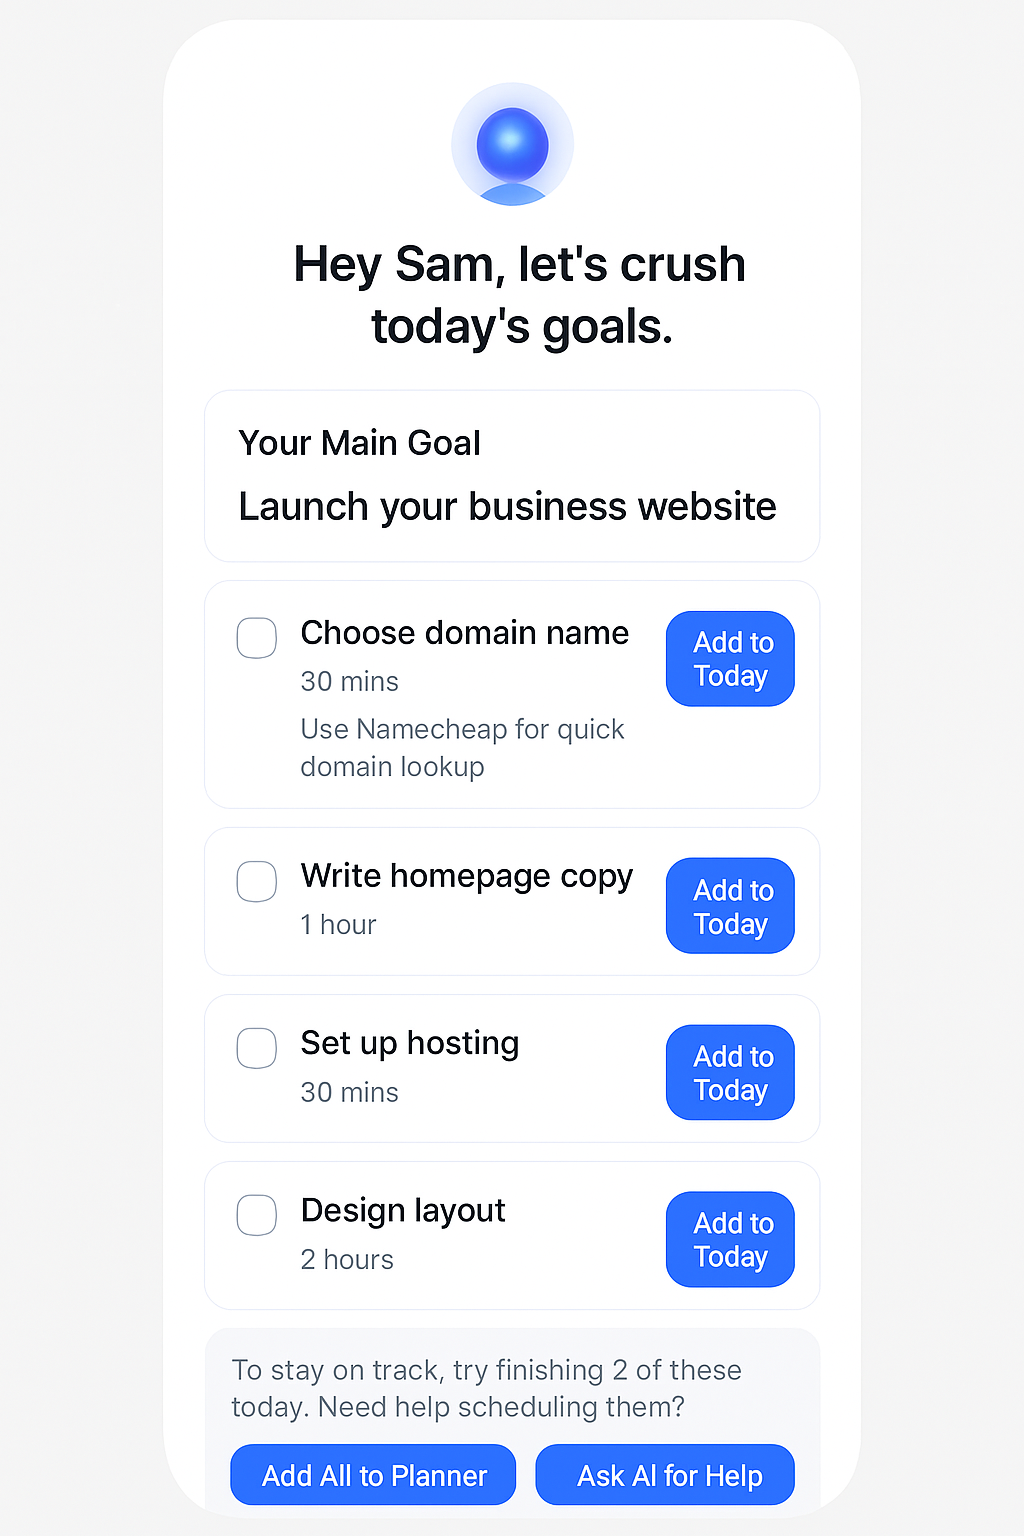 Hey Sam, let's crush
today's goals.
Your Main Goal
Launch your business website
Choose domain name
30 mins
Use Namecheap for quick
domain lookup
Add to
Today
Write homepage copy
1 hour
Add to
Today
Set up hosting
30 mins
Add to
Today
Design layout
2 hours
Add to
Today
To stay on track, try finishing 2 of these
today. Need help scheduling them?
Add All to Planner
Ask AI for Help